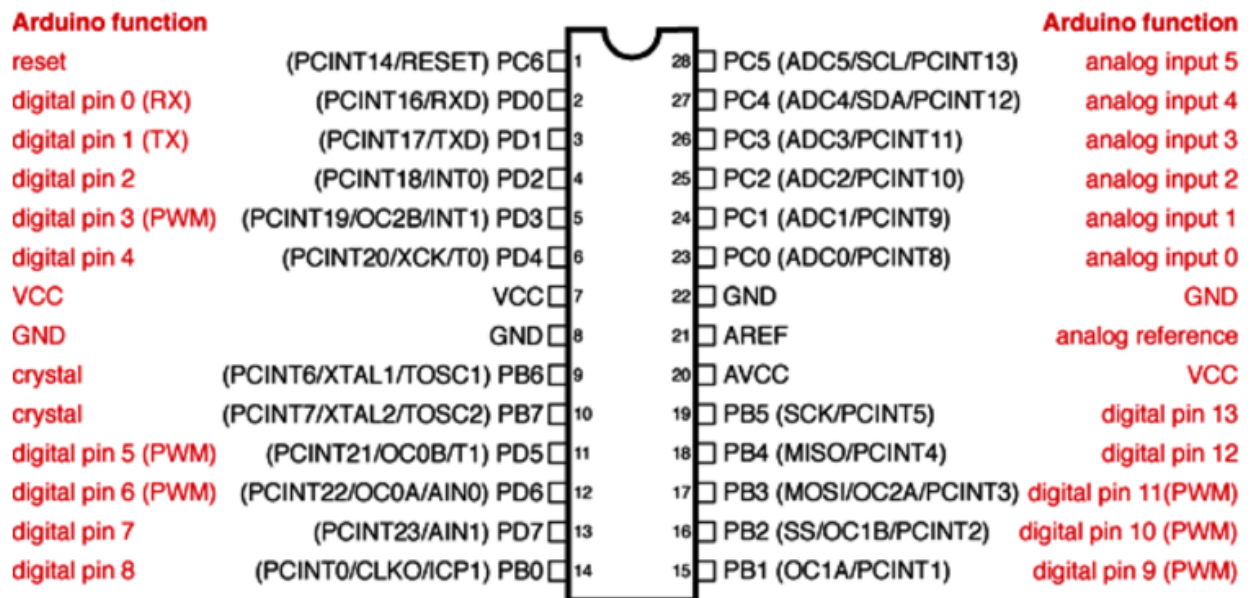 Arduino function Arduino function
reset (PCINT14/RESET) PC6 1 28 PC5 (ADC5/SCL/PCINT13) analog input 5
digital pin 0 (RX) (PCINT16/RXD) PD0 2 27 PC4 (ADC4/SDA/PCINT12) analog input 4
digital pin 1 (TX) (PCINT17/TXD) PD1 3 26 PC3 (ADC3/PCINT11) analog input 3
digital pin 2 (PCINT18/INT0) PD2 4 25 PC2 (ADC2/PCINT10) analog input 2
digital pin 3 (PWM) (PCINT19/OC2B/INT1) PD3 5 24 PC1 (ADC1/PCINT9) analog input 1
digital pin 4 (PCINT20/XCK/T0) PD4 6 23 PC0 (ADC0/PCINT8) analog input 0
VCC VCC 7 22 GND GND
GND GND 8 21 AREF analog reference
crystal (PCINT6/XTAL1/TOSC1) PB6 9 20 AVCC VCC
crystal (PCINT7/XTAL2/TOSC2) PB7 10 19 PB5 (SCK/PCINT5) digital pin 13
digital pin 5 (PWM) (PCINT21/OC0B/T1) PD5 11 18 PB4 (MISO/PCINT4) digital pin 12
digital pin 6 (PWM) (PCINT22/OC0A/AIN0) PD6 12 17 PB3 (MOSI/OC2A/PCINT3) digital pin 11(PWM)
digital pin 7 (PCINT23/AIN1) PD7 13 16 PB2 (SS/OC1B/PCINT2) digital pin 10 (PWM)
digital pin 8 (PCINT0/CLKO/ICP1) PB0 14 15 PB1 (OC1A/PCINT1) digital pin 9 (PWM)